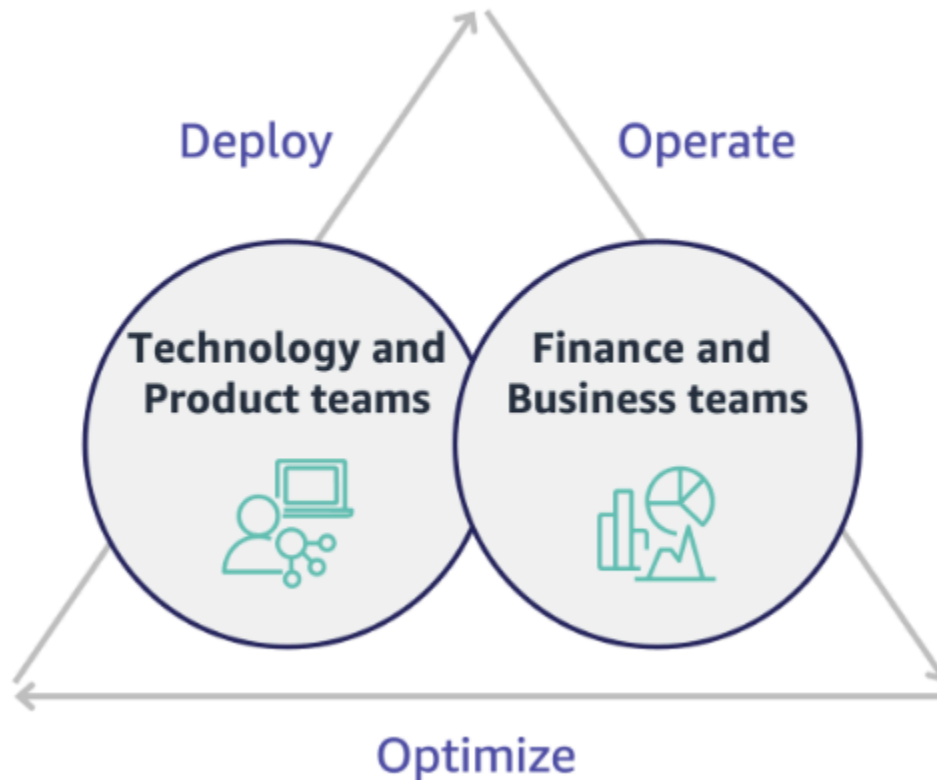 Deploy
Operate
Technology and
Product teams
Finance and
Business teams
Optimize